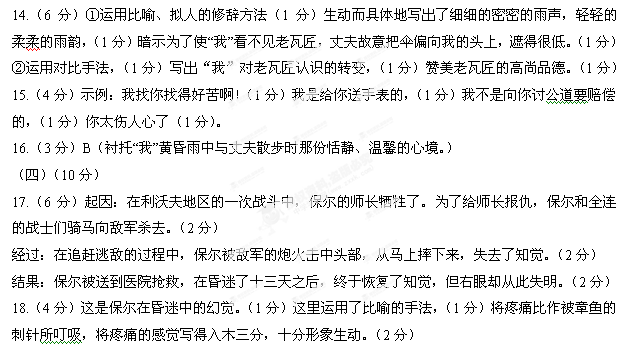 14.（6 分）①运用比喻、拟人的修辞方法（1 分）生动而具体地写出了细细的密密的雨声，轻轻的
柔柔的雨韵，（1 分）暗示为了使“我”看不见老瓦匠，丈夫故意把伞偏向我的头上，遮得很低。（1 分）
②运用对比手法，（1 分）写出“我”对老瓦匠认识的转变，（1 分）赞美老瓦匠的高尚品德。（1 分）
15.（4 分）示例：我找你找得好苦啊！（1 分）我是给你送手表的，（1 分）我不是向你讨公道要赔偿
的，（1 分）你太伤人心了（1 分）。
16.（3 分）B（衬托“我”黄昏雨中与丈夫散步时那份恬静、温馨的心境。）
（四）（10 分）
17.（6 分）起因：在利沃夫地区的一次战斗中，保尔的师长牺牲了。为了给师长报仇，保尔和全连
的战士们骑马向敌军杀去。（2 分）
经过：在追赶逃敌的过程中，保尔被敌军的炮火击中头部，从马上摔下来，失去了知觉。（2 分）
结果：保尔被送到医院抢救，在昏迷了十三天之后，终于恢复了知觉，但右眼却从此失明。（2 分）
18.（4 分）这是保尔在昏迷中的幻觉。（1 分）这里运用了比喻的手法，（1 分）将疼痛比作被章鱼的
刺针所叮吸，将疼痛的感觉写得入木三分，十分形象生动。（2 分）